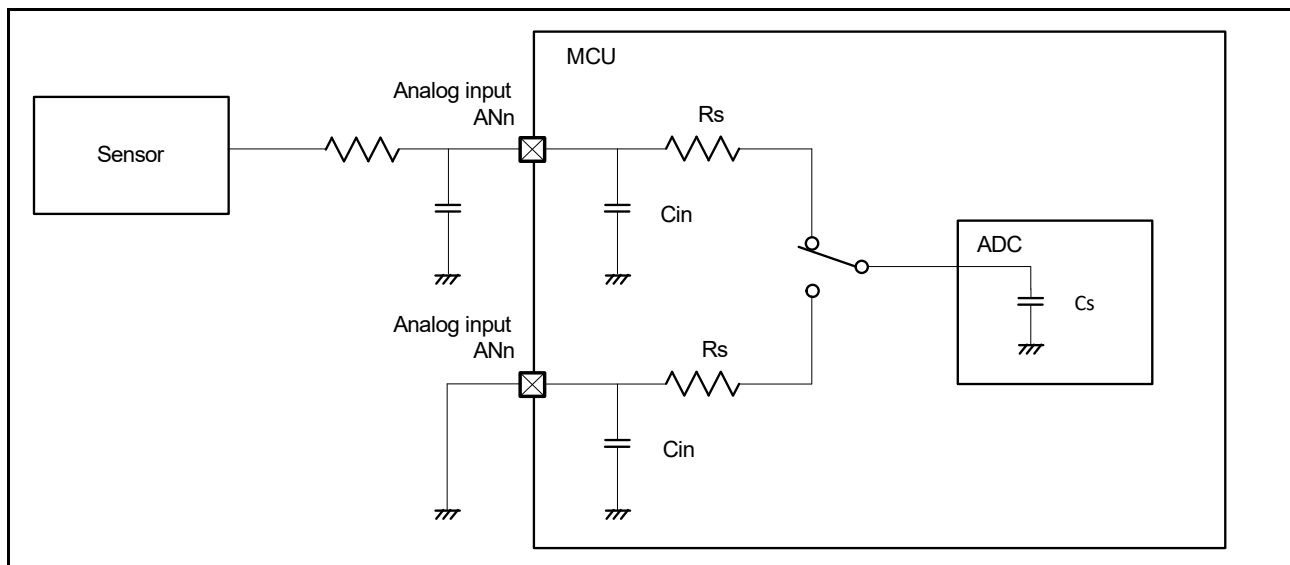 MCU
Analog input
ANn
Rs
Sensor
Cin
ADC
Cs
Analog input
ANn
Rs
Cin